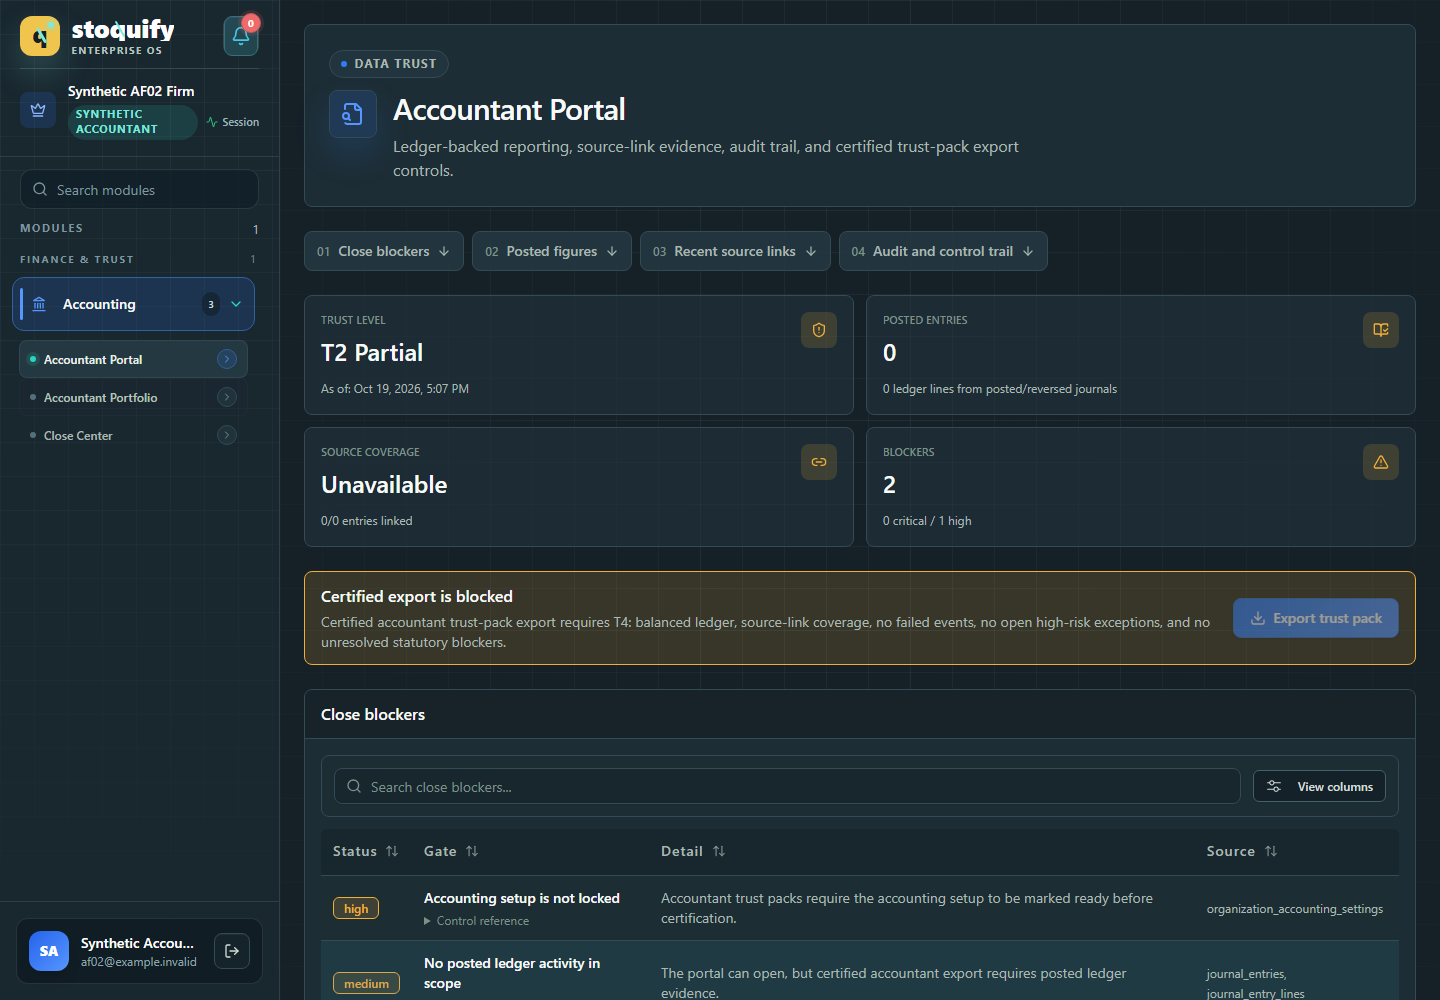 stoquify
ENTERPRISE OS
0
Synthetic AF02 Firm
SYNTHETIC
ACCOUNTANT
Session
Search modules
MODULES 1
FINANCE & TRUST 1
Accounting 3
Accountant Portal
Accountant Portfolio
Close Center
SA
Synthetic Accou...
af02@example.invalid
DATA TRUST
Accountant Portal
Ledger-backed reporting, source-link evidence, audit trail, and certified trust-pack export
controls.
01 Close blockers
02 Posted figures
03 Recent source links
04 Audit and control trail
TRUST LEVEL
T2 Partial
As of: Oct 19, 2026, 5:07 PM
POSTED ENTRIES
0
0 ledger lines from posted/reversed journals
SOURCE COVERAGE
Unavailable
0/0 entries linked
BLOCKERS
2
0 critical / 1 high
Certified export is blocked
Certified accountant trust-pack export requires T4: balanced ledger, source-link coverage, no failed events, no open high-risk exceptions, and no
unresolved statutory blockers.
Export trust pack
Close blockers
Search close blockers...
View columns
Status Gate Detail Source
high
Accounting setup is not locked
Control reference
Accountant trust packs require the accounting setup to be marked ready before
certification.
organization_accounting_settings
medium
No posted ledger activity in
scope
The portal can open, but certified accountant export requires posted ledger
evidence.
journal_entries,
journal_entry_lines